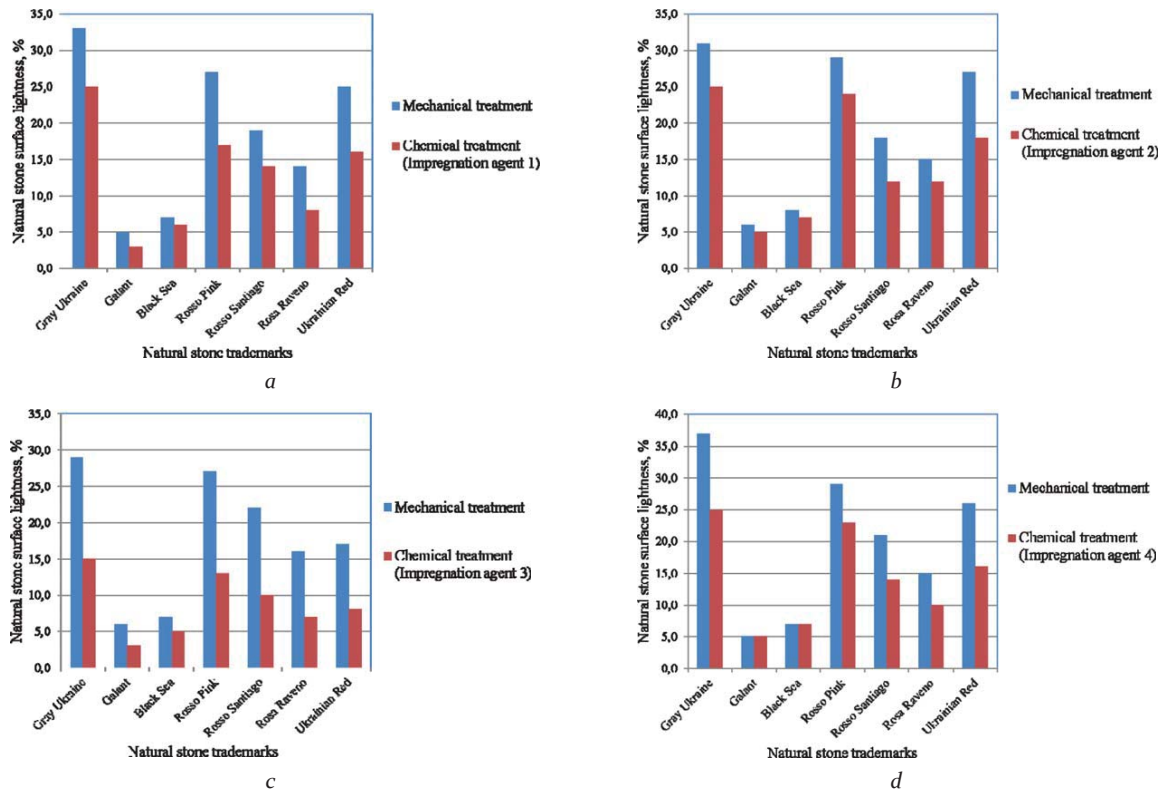 Natural stone surface lightness, %
35,0
30,0
25,0
20,0
15,0
10,0
5,0
0,0
Gray Ukraine
Galant
Black Sea
Rosso Pink
Rosso Santiago
Rosa Raveno
Ukrainian Red
Natural stone trademarks
Mechanical treatment
Chemical treatment
(Impregnation agent 1)
a
Natural stone surface lightness, %
35,0
30,0
25,0
20,0
15,0
10,0
5,0
0,0
Gray Ukraine
Galant
Black Sea
Rosso Pink
Rosso Santiago
Rosa Raveno
Ukrainian Red
Natural stone trademarks
Mechanical treatment
Chemical treatment
(Impregnation agent 2)
b
Natural stone surface lightness, %
35,0
30,0
25,0
20,0
15,0
10,0
5,0
0,0
Gray Ukraine
Galant
Black Sea
Rosso Pink
Rosso Santiago
Rosa Raveno
Ukrainian Red
Natural stone trademarks
Mechanical treatment
Chemical treatment
(Impregnation agent 3)
c
Natural stone surface lightness, %
40,0
35,0
30,0
25,0
20,0
15,0
10,0
5,0
0,0
Gray Ukraine
Galant
Black Sea
Rosso Pink
Rosso Santiago
Rosa Raveno
Ukrainian Red
Natural stone trademarks
Mechanical treatment
Chemical treatment
(Impregnation agent 4)
d